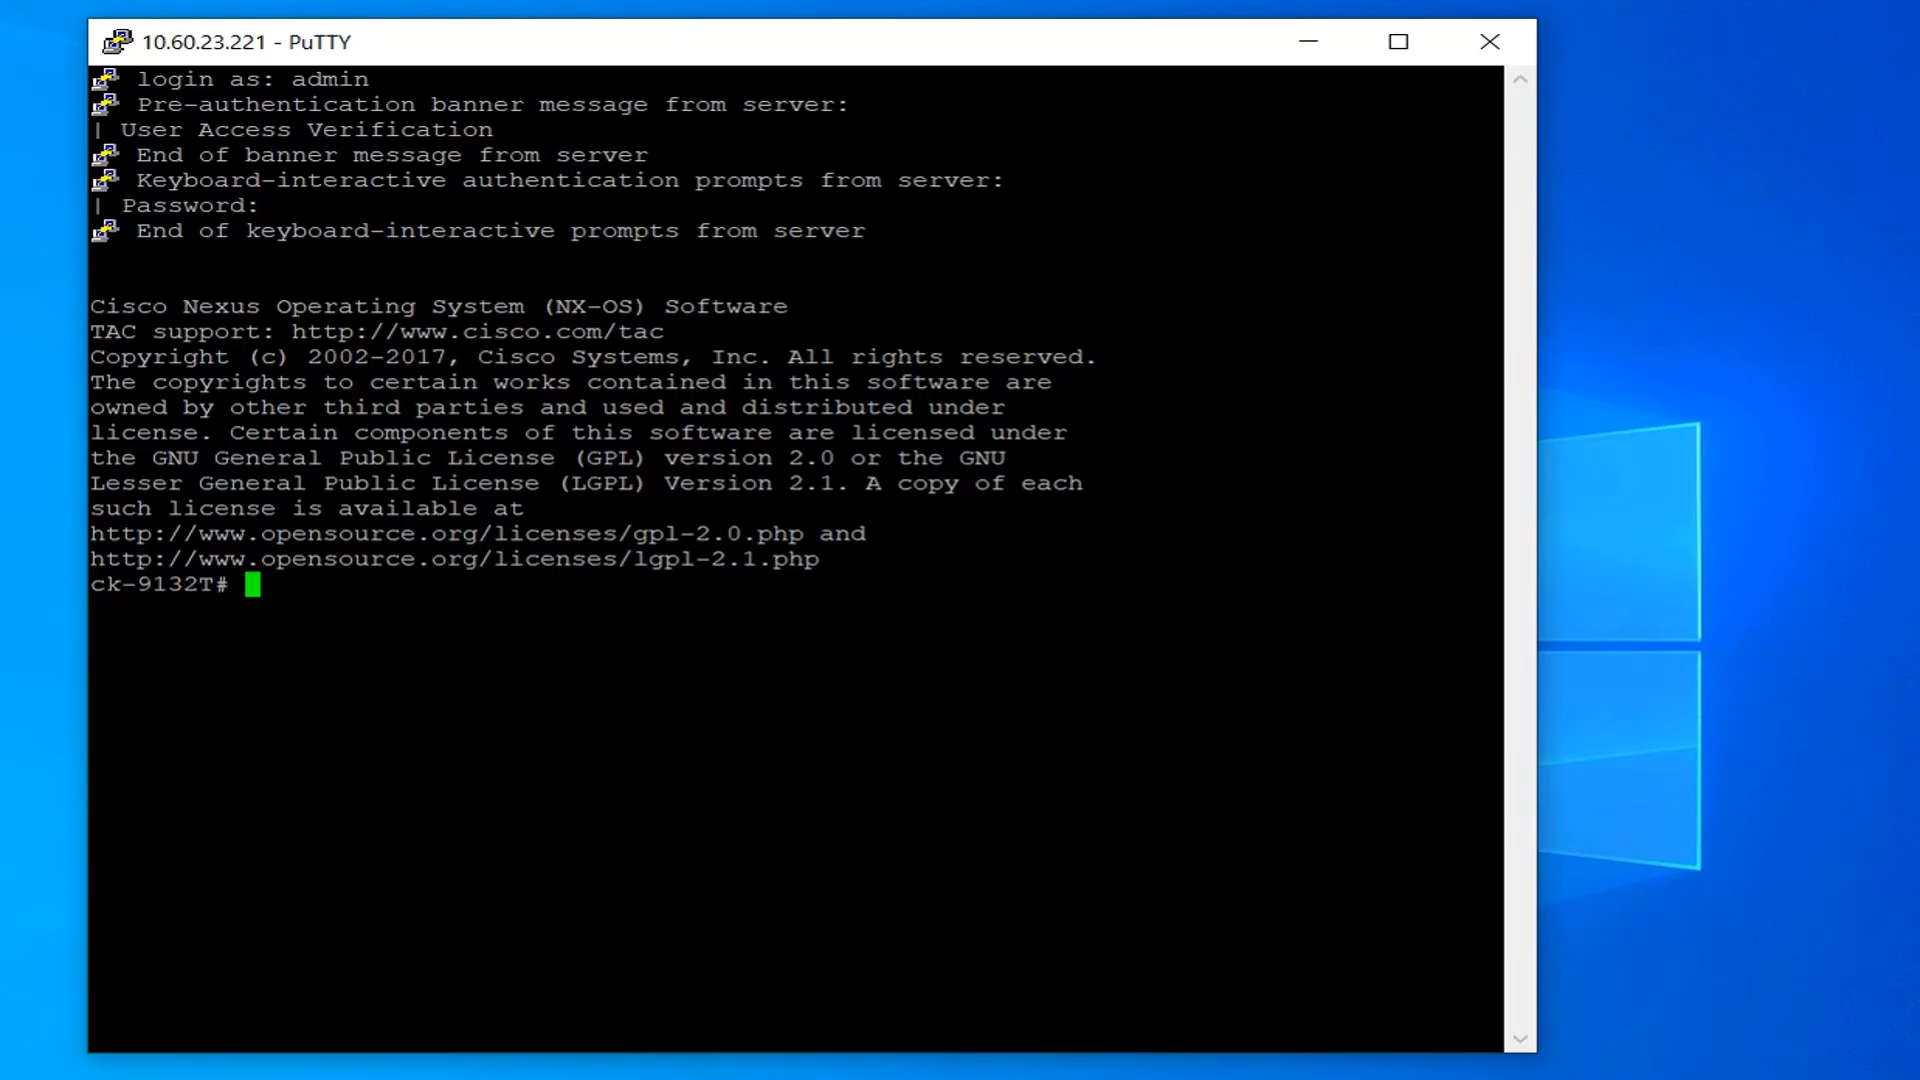 10.60.23.221 - PuTTY
login as: admin
Pre-authentication banner message from server:
| User Access Verification
End of banner message from server
Keyboard-interactive authentication prompts from server:
| Password:
End of keyboard-interactive prompts from server
Cisco Nexus Operating System (NX-OS) Software
TAC support: http://www.cisco.com/tac
Copyright (c) 2002-2017, Cisco Systems, Inc. All rights reserved.
The copyrights to certain works contained in this software are
owned by other third parties and used and distributed under
license. Certain components of this software are licensed under
the GNU General Public License (GPL) version 2.0 or the GNU
Lesser General Public License (LGPL) Version 2.1. A copy of each
such license is available at
http://www.opensource.org/licenses/gpl-2.0.php and
http://www.opensource.org/licenses/lgpl-2.1.php
ck-9132T#